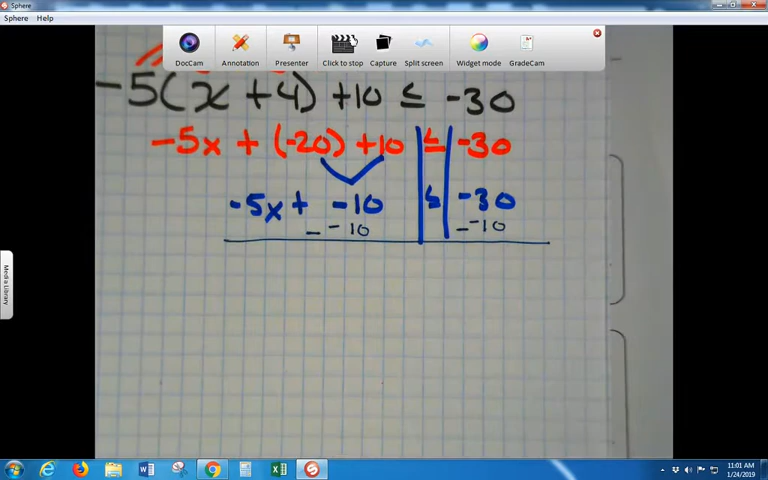 Sphere
Sphere Help
DocCam Annotation Presenter Click to stop Capture Split screen Widget mode GradeCam
-5(x +4) +10 ≤ -30
-5x + (-20) +10 ≤ -30
-5x + -10 ≤ -30
- -10 - -10
Media Library
11:01 AM
1/24/2019